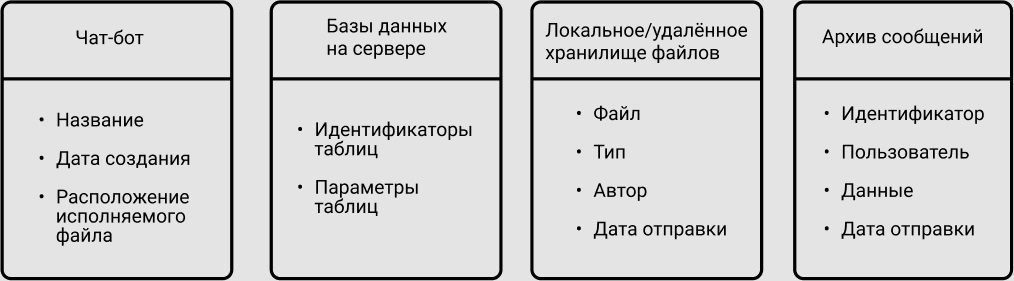 Чат-бот
• Название
• Дата создания
• Расположение
исполняемого
файла
Базы данных
на сервере
• Идентификаторы
таблиц
• Параметры
таблиц
Локальное/удалённое
хранилище файлов
• Файл
• Тип
• Автор
• Дата отправки
Архив сообщений
• Идентификатор
• Пользователь
• Данные
• Дата отправки